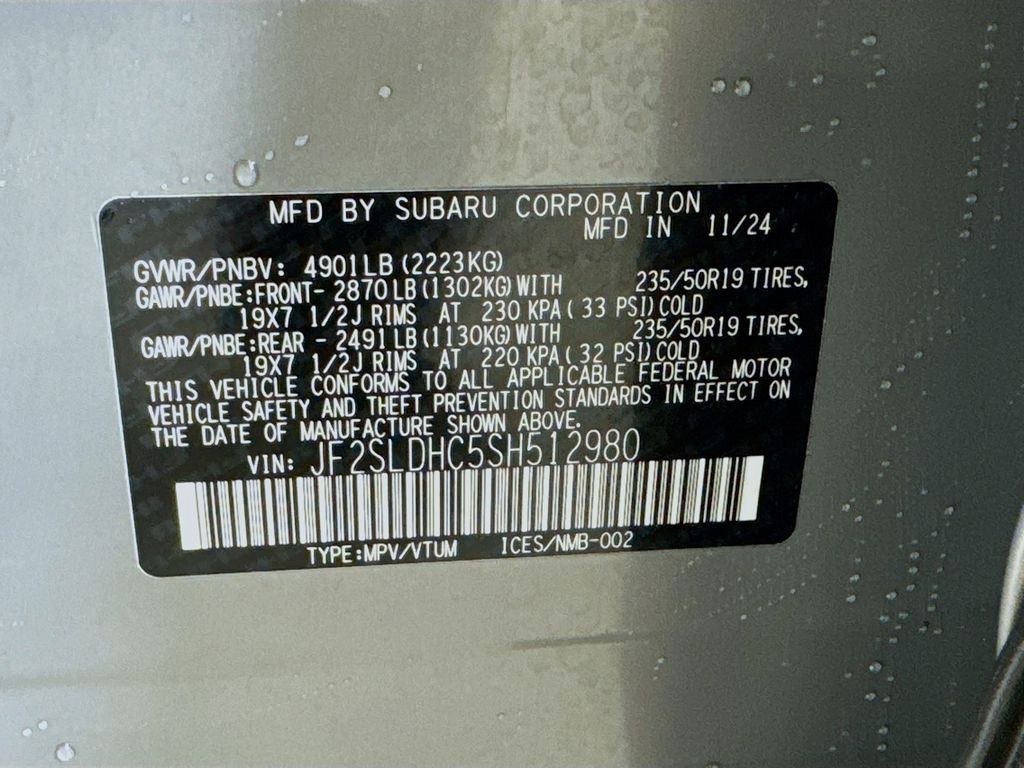 MFD BY SUBARU CORPORATION
MFD IN 11/24
GVWR/PNBV: 4901LB(2223KG)
GAWR/PNBE:FRONT- 2870LB(1302KG)WITH 235/50R19 TIRES,
19X7 1/2J RIMS AT 230 KPA(33 PSI)COLD
GAWR/PNBE:REAR - 2491LB(1130KG)WITH 235/50R19 TIRES,
19X7 1/2J RIMS AT 220 KPA(32 PSI)COLD
THIS VEHICLE CONFORMS TO ALL APPLICABLE FEDERAL MOTOR
VEHICLE SAFETY AND THEFT PREVENTION STANDARDS IN EFFECT ON
THE DATE OF MANUFACTURE SHOWN ABOVE.
VIN: JF2SLDHC5SH512980
TYPE:MPV/VTUM ICES/NMB-002